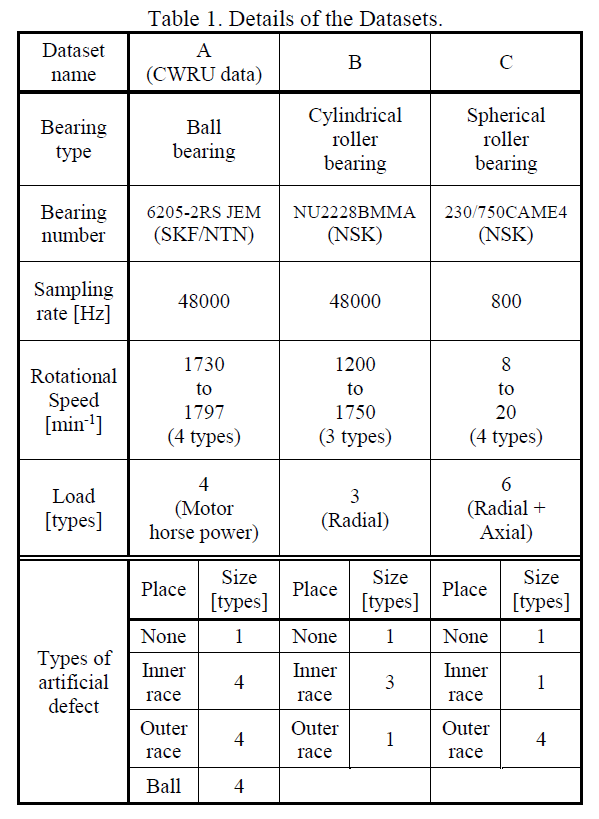 Table 1. Details of the Datasets.
Dataset
name
A
(CWRU data)
B
C
Bearing
type
Ball
bearing
Cylindrical
roller
bearing
Spherical
roller
bearing
Bearing
number
6205-2RS JEM
(SKF/NTN)
NU2228BMMA
(NSK)
230/750CAME4
(NSK)
Sampling
rate [Hz]
48000
48000
800
Rotational
Speed
[min-1]
1730
to
1797
(4 types)
1200
to
1750
(3 types)
8
to
20
(4 types)
Load
[types]
4
(Motor
horse power)
3
(Radial)
6
(Radial +
Axial)
Types of
artificial
defect
Place
Size
[types]
Place
Size
[types]
Place
Size
[types]
None
1
None
1
None
1
Inner
race
4
Inner
race
3
Inner
race
1
Outer
race
4
Outer
race
1
Outer
race
4
Ball
4